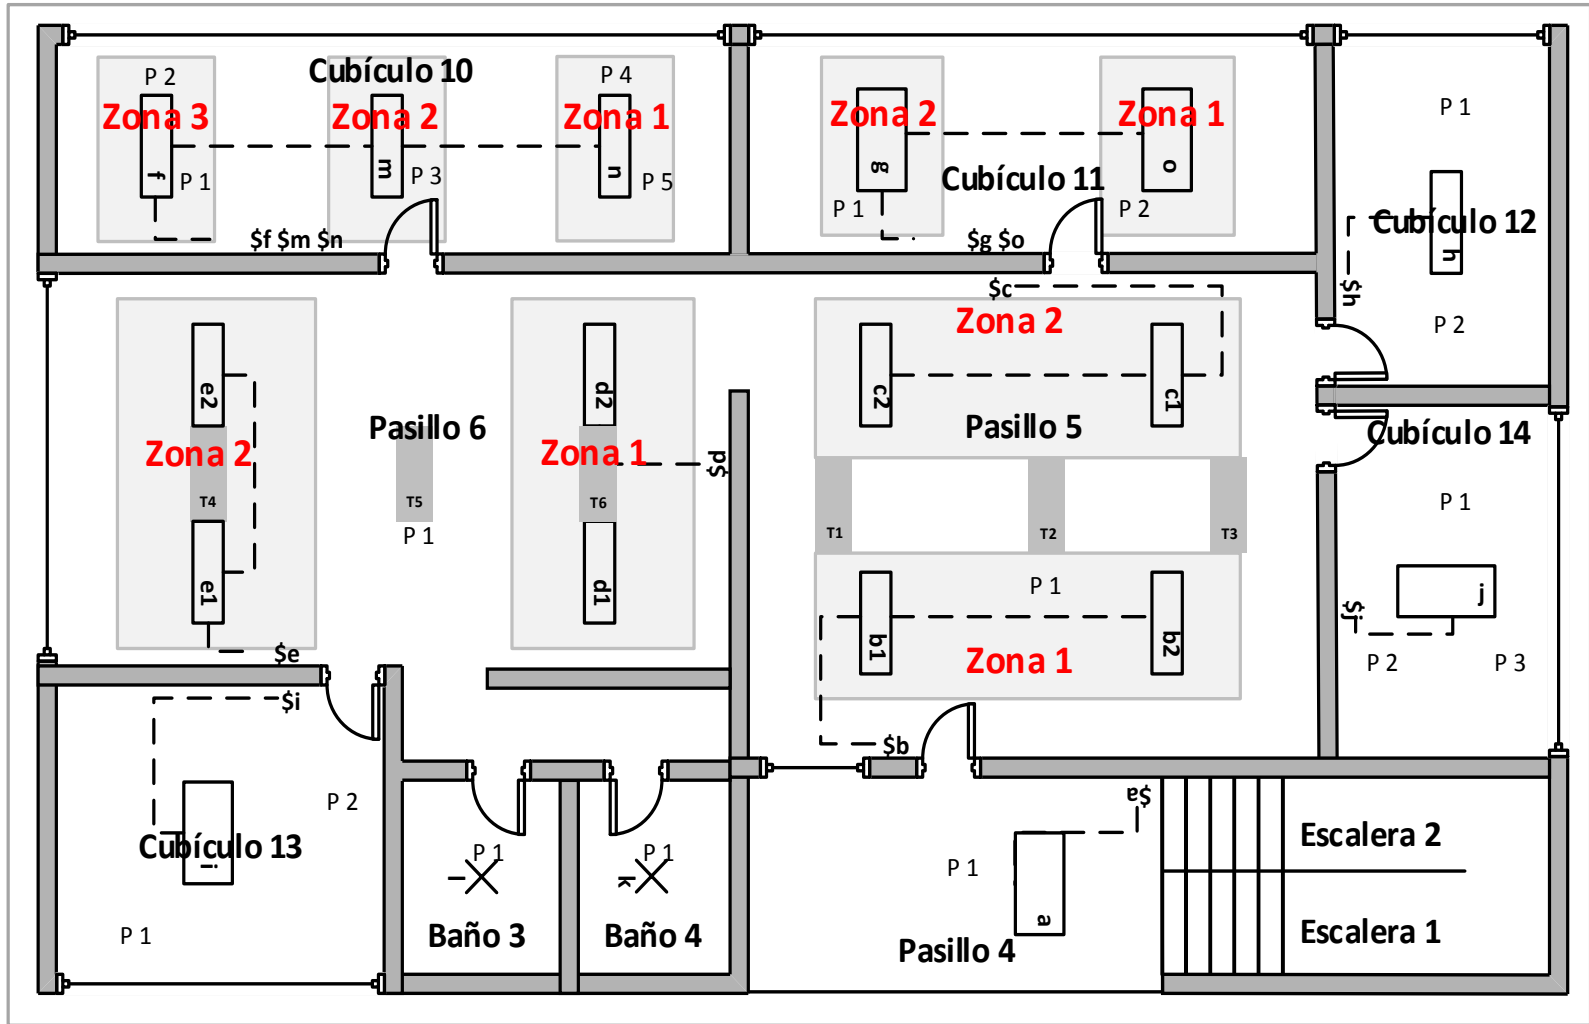 Cubículo 10
P 2
P 4
Zona 3
Zona 2
Zona 1
f
m
n
P 1
P 3
P 5
$f $m $n
Zona 2
Zona 1
g
o
Cubículo 11
P 1
P 2
$g $o
P 1
Cubículo 12
h
$h
P 2
$c
Zona 2
c2
c1
Pasillo 5
e2
d2
Pasillo 6
Zona 2
Zona 1
$d
T4
T5
T6
P 1
e1
d1
$e
T1
T2
T3
P 1
b1
b2
Zona 1
$b
Cubículo 14
P 1
j
$j
P 2
P 3
$i
P 2
Cubículo 13
i
P 1
P 1
l
Baño 3
P 1
k
Baño 4
$a
P 1
a
Pasillo 4
Escalera 2
Escalera 1